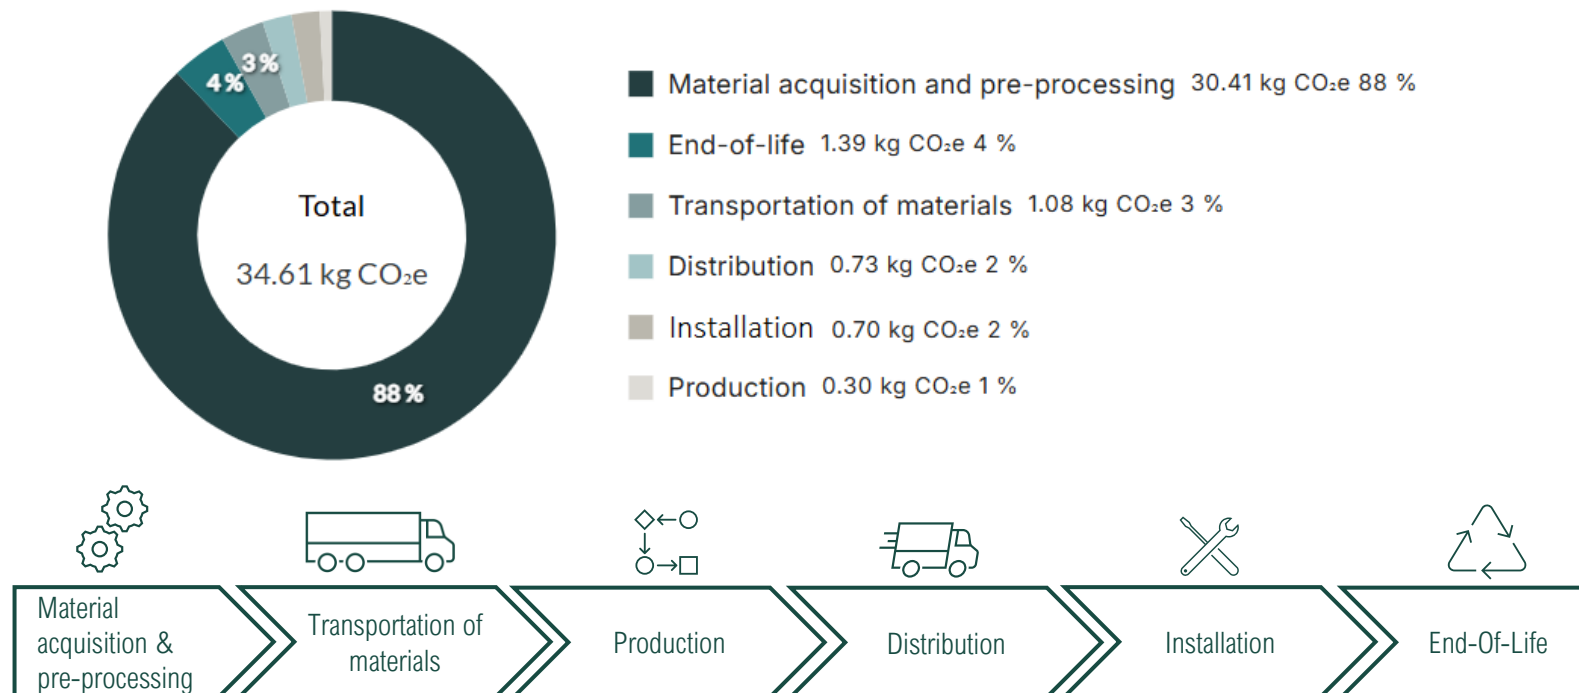 4%
3%
Total
34.61 kg CO₂e
88%
Material acquisition and pre-processing 30.41 kg CO₂e 88 %
End-of-life 1.39 kg CO₂e 4 %
Transportation of materials 1.08 kg CO₂e 3 %
Distribution 0.73 kg CO₂e 2 %
Installation 0.70 kg CO₂e 2 %
Production 0.30 kg CO₂e 1 %
Material
acquisition &
pre-processing
Transportation of
materials
Production
Distribution
Installation
End-Of-Life